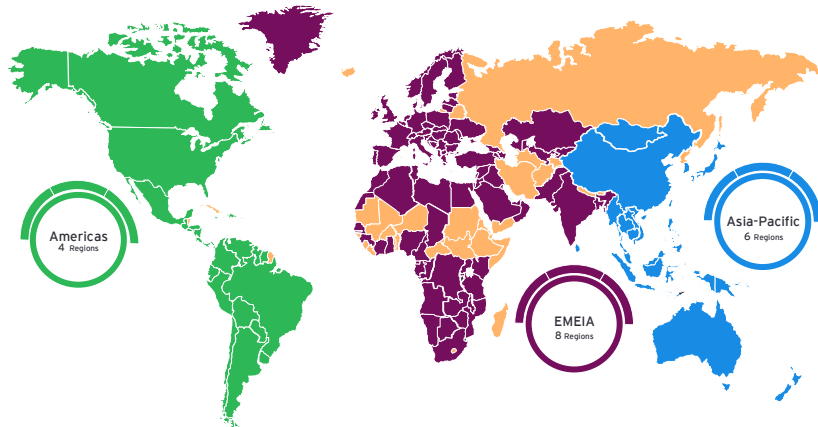 Americas
4 Regions
EMEIA
8 Regions
Asia-Pacific
6 Regions